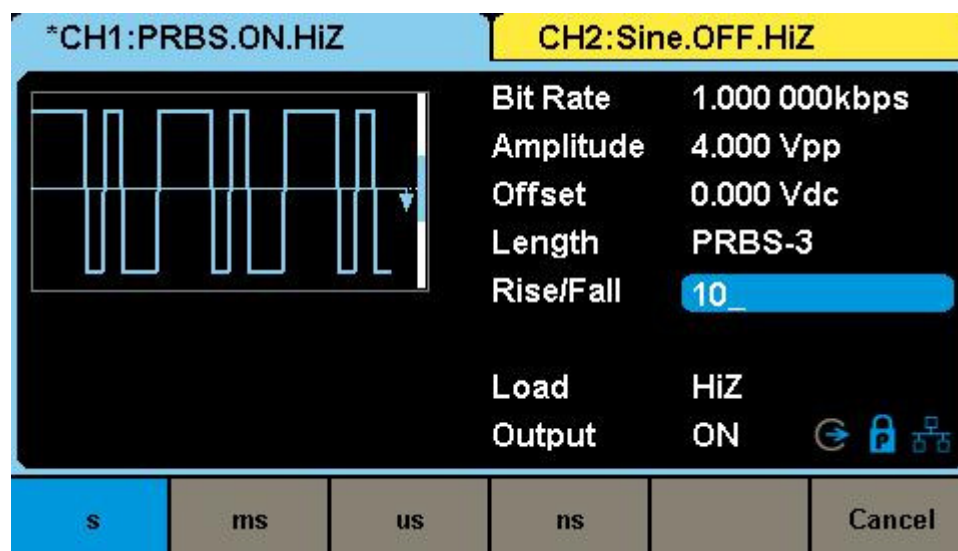 *CH1:PRBS.ON.HiZ
CH2:Sine.OFF.HiZ
Bit Rate 1.000 000kbps
Amplitude 4.000 Vpp
Offset 0.000 Vdc
Length PRBS-3
Rise/Fall 10_
Load HiZ
Output ON
P
s ms us ns Cancel